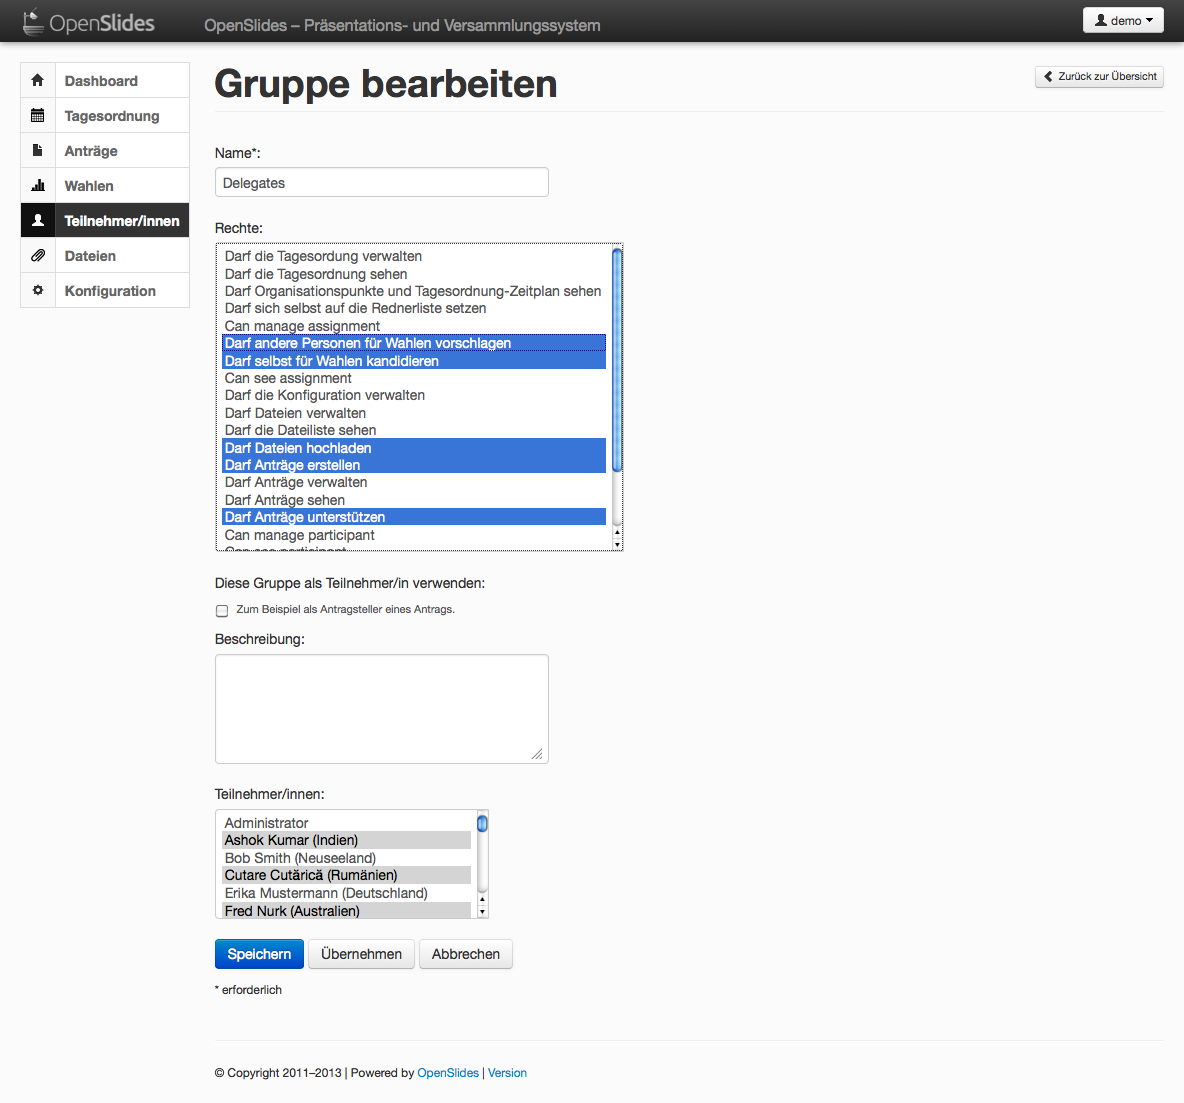 OpenSlides OpenSlides – Präsentations- und Versammlungssystem demo
Dashboard
Tagesordnung
Anträge
Wahlen
Teilnehmer/innen
Dateien
Konfiguration
Gruppe bearbeiten
Zurück zur Übersicht
Name*:
Delegates
Rechte:
Darf die Tagesordung verwalten
Darf die Tagesordnung sehen
Darf Organisationspunkte und Tagesordnung-Zeitplan sehen
Darf sich selbst auf die Rednerliste setzen
Can manage assignment
Darf andere Personen für Wahlen vorschlagen
Darf selbst für Wahlen kandidieren
Can see assignment
Darf die Konfiguration verwalten
Darf Dateien verwalten
Darf die Dateiliste sehen
Darf Dateien hochladen
Darf Anträge erstellen
Darf Anträge verwalten
Darf Anträge sehen
Darf Anträge unterstützen
Can manage participant
Can see participant
Diese Gruppe als Teilnehmer/in verwenden:
Zum Beispiel als Antragsteller eines Antrags.
Beschreibung:
Teilnehmer/innen:
Administrator
Ashok Kumar (Indien)
Bob Smith (Neuseeland)
Cutare Cutărică (Rumänien)
Erika Mustermann (Deutschland)
Fred Nurk (Australien)
Speichern Übernehmen Abbrechen
* erforderlich
© Copyright 2011–2013 | Powered by OpenSlides | Version